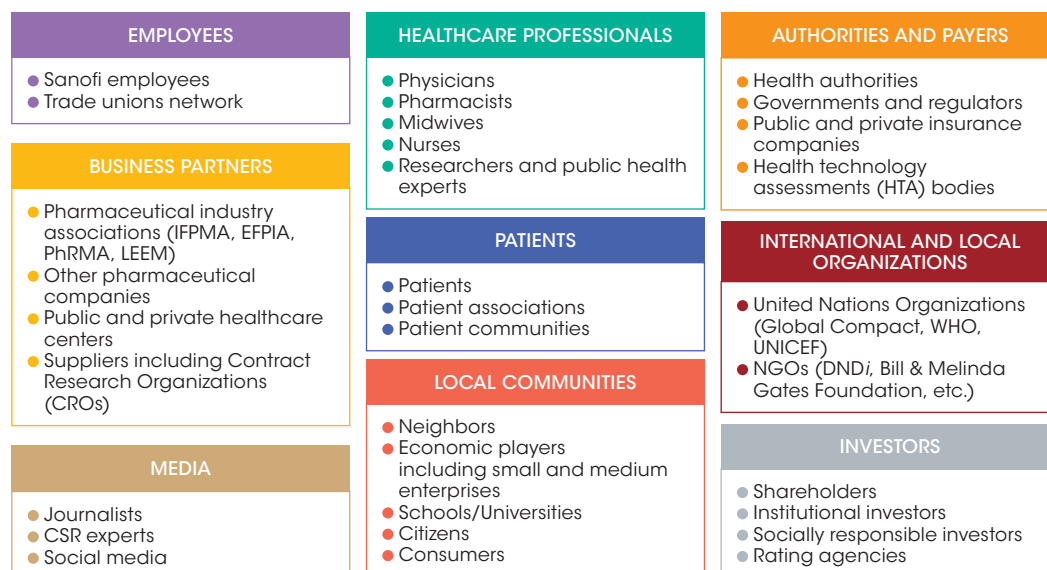 EMPLOYEES
Sanofi employees
Trade unions network
BUSINESS PARTNERS
Pharmaceutical industry
associations (IFPMA, EFPIA,
PhRMA, LEEM)
Other pharmaceutical
companies
Public and private healthcare
centers
Suppliers including Contract
Research Organizations
(CROs)
MEDIA
Journalists
CSR experts
Social media
HEALTHCARE PROFESSIONALS
Physicians
Pharmacists
Midwives
Nurses
Researchers and public health
experts
PATIENTS
Patients
Patient associations
Patient communities
LOCAL COMMUNITIES
Neighbors
Economic players
including small and medium
enterprises
Schools/Universities
Citizens
Consumers
AUTHORITIES AND PAYERS
Health authorities
Governments and regulators
Public and private insurance
companies
Health technology
assessments (HTA) bodies
INTERNATIONAL AND LOCAL
ORGANIZATIONS
United Nations Organizations
(Global Compact, WHO,
UNICEF)
NGOs (DNDi, Bill & Melinda
Gates Foundation, etc.)
INVESTORS
Shareholders
Institutional investors
Socially responsible investors
Rating agencies